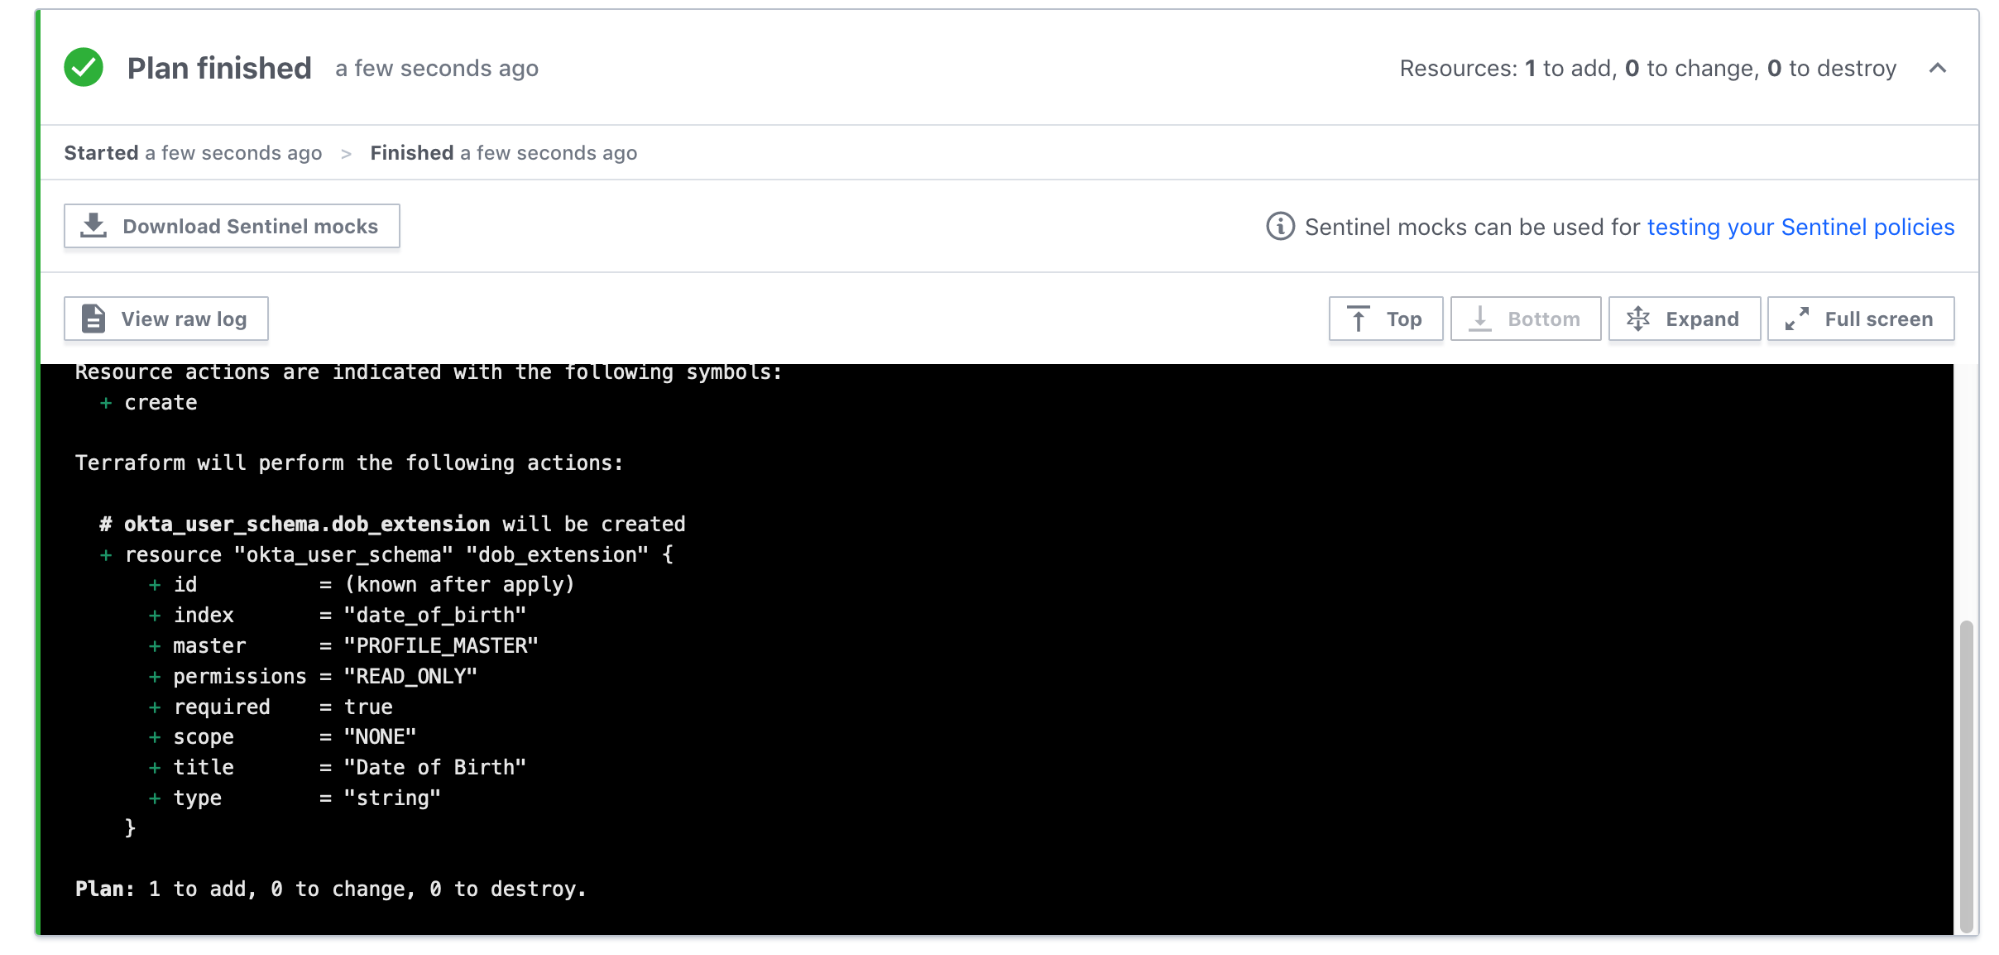 Plan finished a few seconds ago
Resources: 1 to add, 0 to change, 0 to destroy
Started a few seconds ago > Finished a few seconds ago
Download Sentinel mocks
Sentinel mocks can be used for testing your Sentinel policies
View raw log
Top
Bottom
Expand
Full screen
Resource actions are indicated with the following symbols:
  + create
Terraform will perform the following actions:
  # okta_user_schema.dob_extension will be created
  + resource "okta_user_schema" "dob_extension" {
      + id          = (known after apply)
      + index       = "date_of_birth"
      + master      = "PROFILE_MASTER"
      + permissions = "READ_ONLY"
      + required    = true
      + scope       = "NONE"
      + title       = "Date of Birth"
      + type        = "string"
    }
Plan: 1 to add, 0 to change, 0 to destroy.